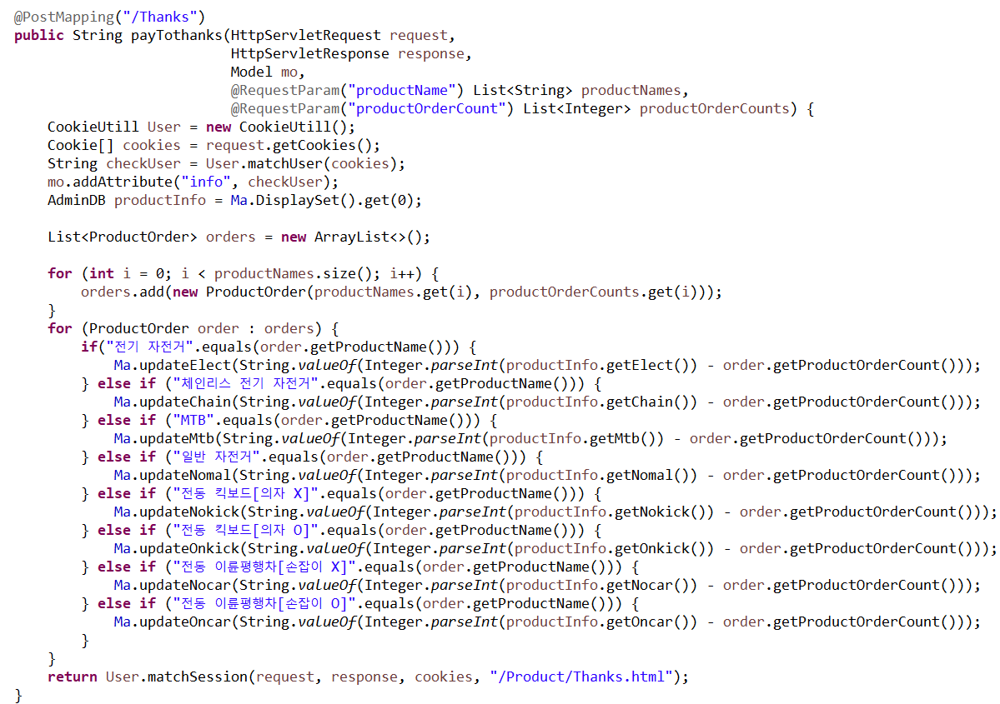 @PostMapping("/Thanks")
public String payTothanks(HttpServletRequest request,
                          HttpServletResponse response,
                          Model mo,
                          @RequestParam("productName") List<String> productNames,
                          @RequestParam("productOrderCount") List<Integer> productOrderCounts) {
    CookieUtill User = new CookieUtill();
    Cookie[] cookies = request.getCookies();
    String checkUser = User.matchUser(cookies);
    mo.addAttribute("info", checkUser);
    AdminDB productInfo = Ma.DisplaySet().get(0);

    List<ProductOrder> orders = new ArrayList<>();

    for (int i = 0; i < productNames.size(); i++) {
        orders.add(new ProductOrder(productNames.get(i), productOrderCounts.get(i)));
    }
    for (ProductOrder order : orders) {
        if("전기 자전거".equals(order.getProductName())) {
            Ma.updateElect(String.valueOf(Integer.parseInt(productInfo.getElect()) - order.getProductOrderCount()));
        } else if ("체인리스 전기 자전거".equals(order.getProductName())) {
            Ma.updateChain(String.valueOf(Integer.parseInt(productInfo.getChain()) - order.getProductOrderCount()));
        } else if ("MTB".equals(order.getProductName())) {
            Ma.updateMtb(String.valueOf(Integer.parseInt(productInfo.getMtb()) - order.getProductOrderCount()));
        } else if ("일반 자전거".equals(order.getProductName())) {
            Ma.updateNomal(String.valueOf(Integer.parseInt(productInfo.getNomal()) - order.getProductOrderCount()));
        } else if ("전동 킥보드[의자 X]".equals(order.getProductName())) {
            Ma.updateNokick(String.valueOf(Integer.parseInt(productInfo.getNokick()) - order.getProductOrderCount()));
        } else if ("전동 킥보드[의자 O]".equals(order.getProductName())) {
            Ma.updateOnkick(String.valueOf(Integer.parseInt(productInfo.getOnkick()) - order.getProductOrderCount()));
        } else if ("전동 이륜평행차[손잡이 X]".equals(order.getProductName())) {
            Ma.updateNocar(String.valueOf(Integer.parseInt(productInfo.getNocar()) - order.getProductOrderCount()));
        } else if ("전동 이륜평행차[손잡이 O]".equals(order.getProductName())) {
            Ma.updateOncar(String.valueOf(Integer.parseInt(productInfo.getOncar()) - order.getProductOrderCount()));
        }
    }
    return User.matchSession(request, response, cookies, "/Product/Thanks.html");
}